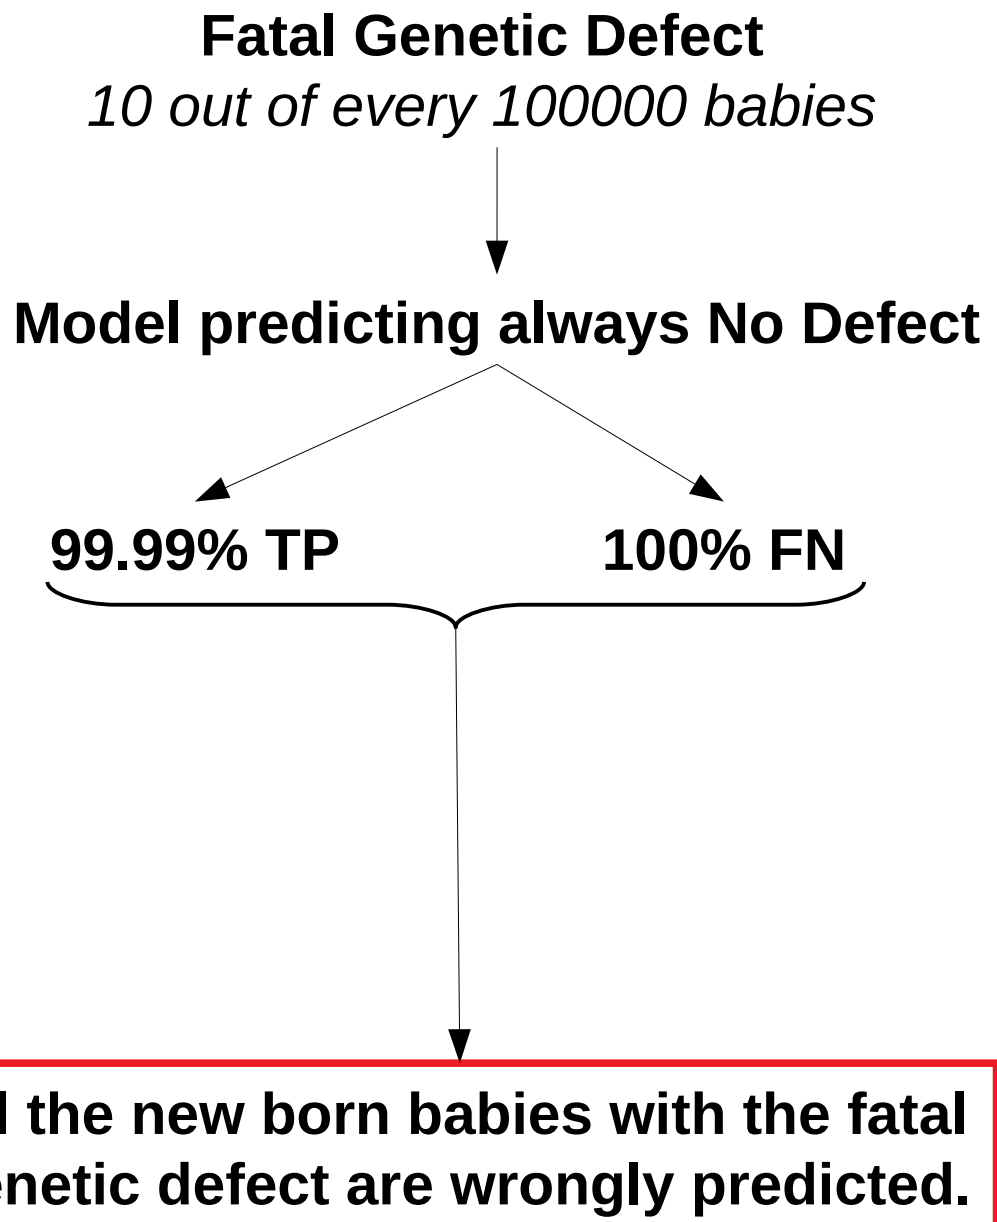 Fatal Genetic Defect
10 out of every 100000 babies
Model predicting always No Defect
99.99% TP 100% FN
the new born babies with the fatal
defect are wrongly predicted.